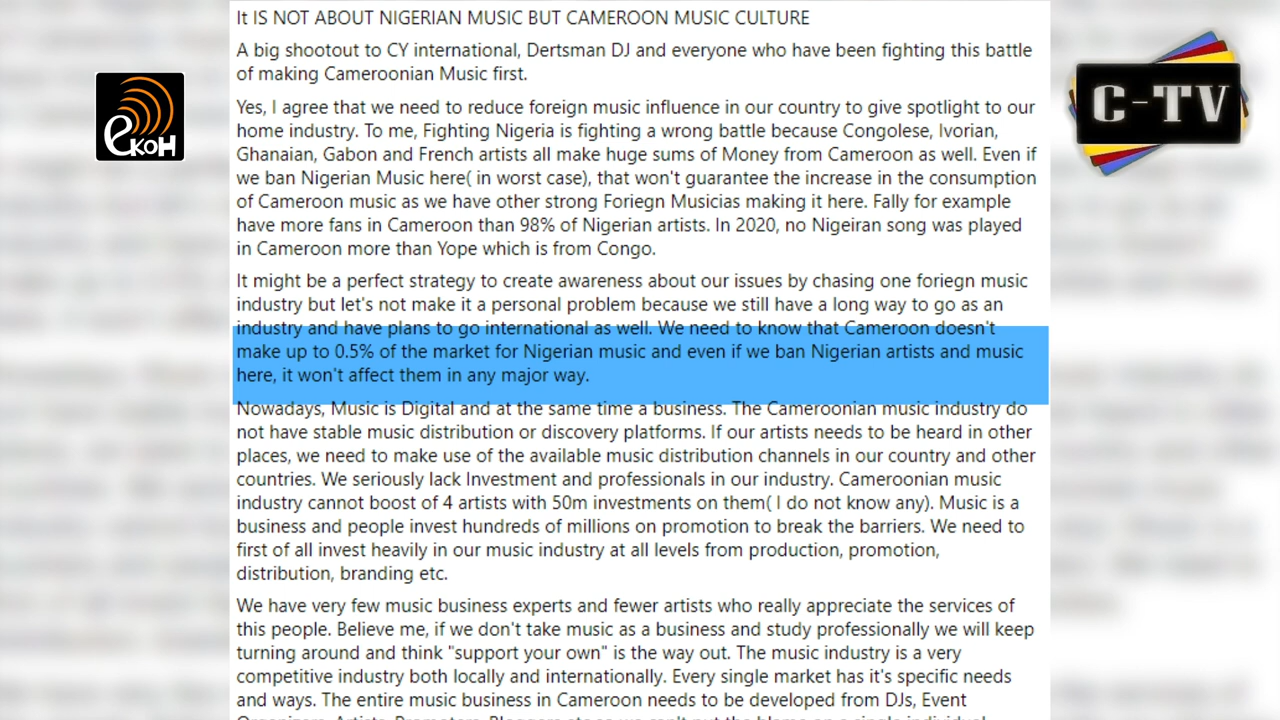 It IS NOT ABOUT NIGERIAN MUSIC BUT CAMEROON MUSIC CULTURE
A big shootout to CY international, Dertsman DJ and everyone who have been fighting this battle
of making Cameroonian Music first.
Yes, I agree that we need to reduce foreign music influence in our country to give spotlight to our
home industry. To me, Fighting Nigeria is fighting a wrong battle because Congolese, Ivorian,
Ghanaian, Gabon and French artists all make huge sums of Money from Cameroon as well. Even if
we ban Nigerian Music here( in worst case), that won't guarantee the increase in the consumption
of Cameroon music as we have other strong Foriegn Musicias making it here. Fally for example
have more fans in Cameroon than 98% of Nigerian artists. In 2020, no Nigeiran song was played
in Cameroon more than Yope which is from Congo.
It might be a perfect strategy to create awareness about our issues by chasing one foriegn music
industry but let's not make it a personal problem because we still have a long way to go as an
industry and have plans to go international as well. We need to know that Cameroon doesn't
make up to 0.5% of the market for Nigerian music and even if we ban Nigerian artists and music
here, it won't affect them in any major way.
Nowadays, Music is Digital and at the same time a business. The Cameroonian music industry do
not have stable music distribution or discovery platforms. If our artists needs to be heard in other
places, we need to make use of the available music distribution channels in our country and other
countries. We seriously lack Investment and professionals in our industry. Cameroonian music
industry cannot boost of 4 artists with 50m investments on them( I do not know any). Music is a
business and people invest hundreds of millions on promotion to break the barriers. We need to
first of all invest heavily in our music industry at all levels from production, promotion,
distribution, branding etc.
We have very few music business experts and fewer artists who really appreciate the services of
this people. Believe me, if we don't take music as a business and study professionally we will keep
turning around and think "support your own" is the way out. The music industry is a very
competitive industry both locally and internationally. Every single market has it's specific needs
and ways. The entire music business in Cameroon needs to be developed from DJs, Event
Organizers, Artists, Promoters, Bloggers etc so we can't put the blame on a single individual
eKOH
C-TV